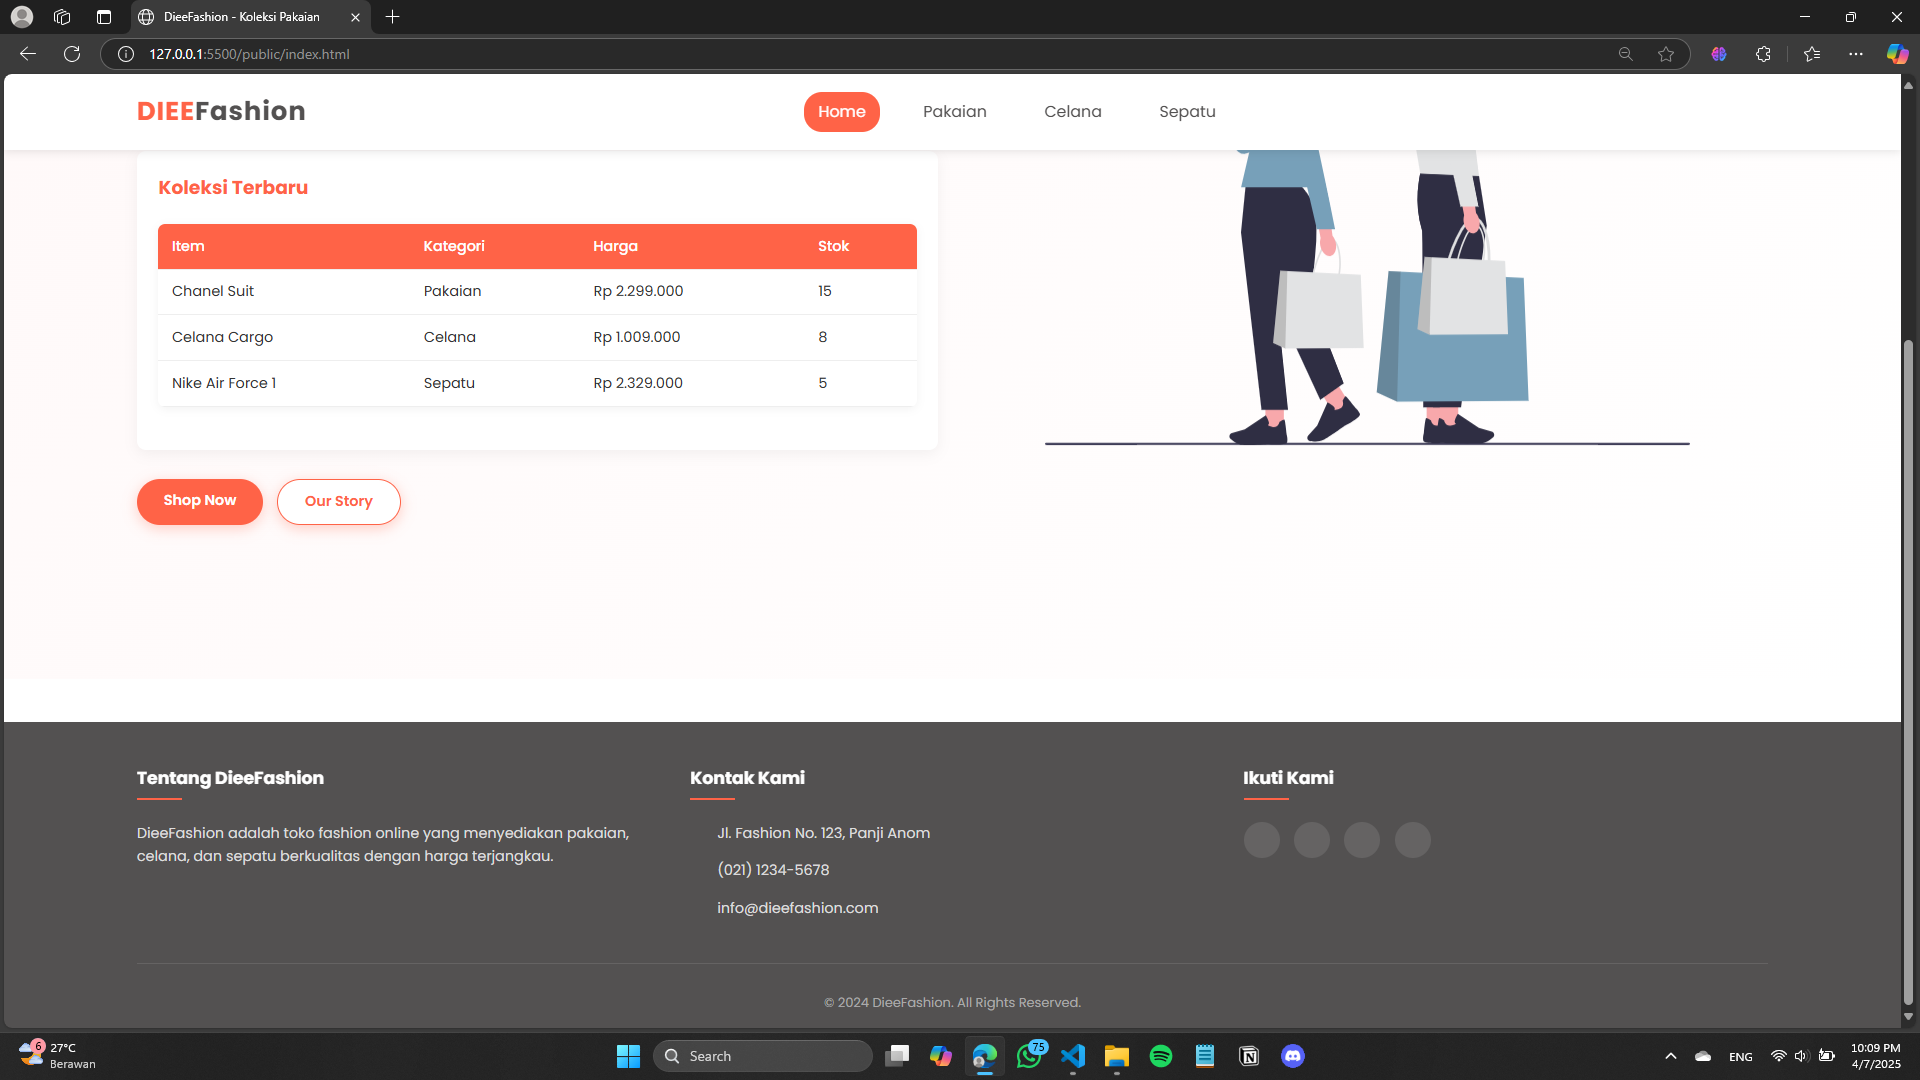 DieeFashion - Koleksi Pakaian
127.0.0.1:5500/public/index.html
DIEEFashion
Home
Pakaian
Celana
Sepatu
Koleksi Terbaru
Item Kategori Harga Stok
Chanel Suit Pakaian Rp 2.299.000 15
Celana Cargo Celana Rp 1.009.000 8
Nike Air Force 1 Sepatu Rp 2.329.000 5
Shop Now
Our Story
Tentang DieeFashion
DieeFashion adalah toko fashion online yang menyediakan pakaian,
celana, dan sepatu berkualitas dengan harga terjangkau.
Kontak Kami
Jl. Fashion No. 123, Panji Anom
(021) 1234-5678
info@dieefashion.com
Ikuti Kami
© 2024 DieeFashion. All Rights Reserved.
6
27°C
Berawan
Search
75
ENG
10:09 PM
4/7/2025